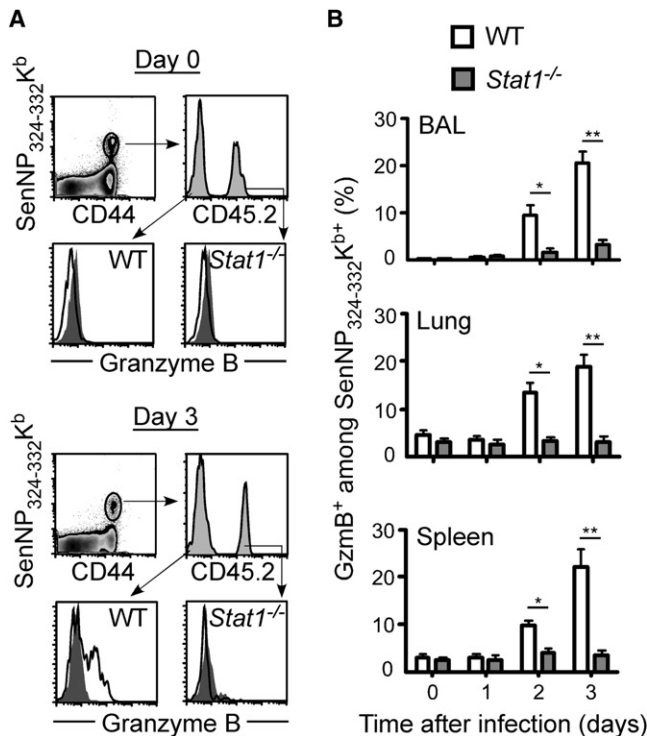 A
Day 0
SenNP324-332Kb
CD44
CD45.2
WT
Stat1-/-
Granzyme B
Day 3
SenNP324-332Kb
CD44
CD45.2
WT
Stat1-/-
Granzyme B
B
WT
Stat1-/-
GzmB+ among SenNP324-332Kb+ (%)
BAL
30
20
10
0
*
**
Lung
30
20
10
0
*
**
Spleen
30
20
10
0
*
**
0 1 2 3
Time after infection (days)